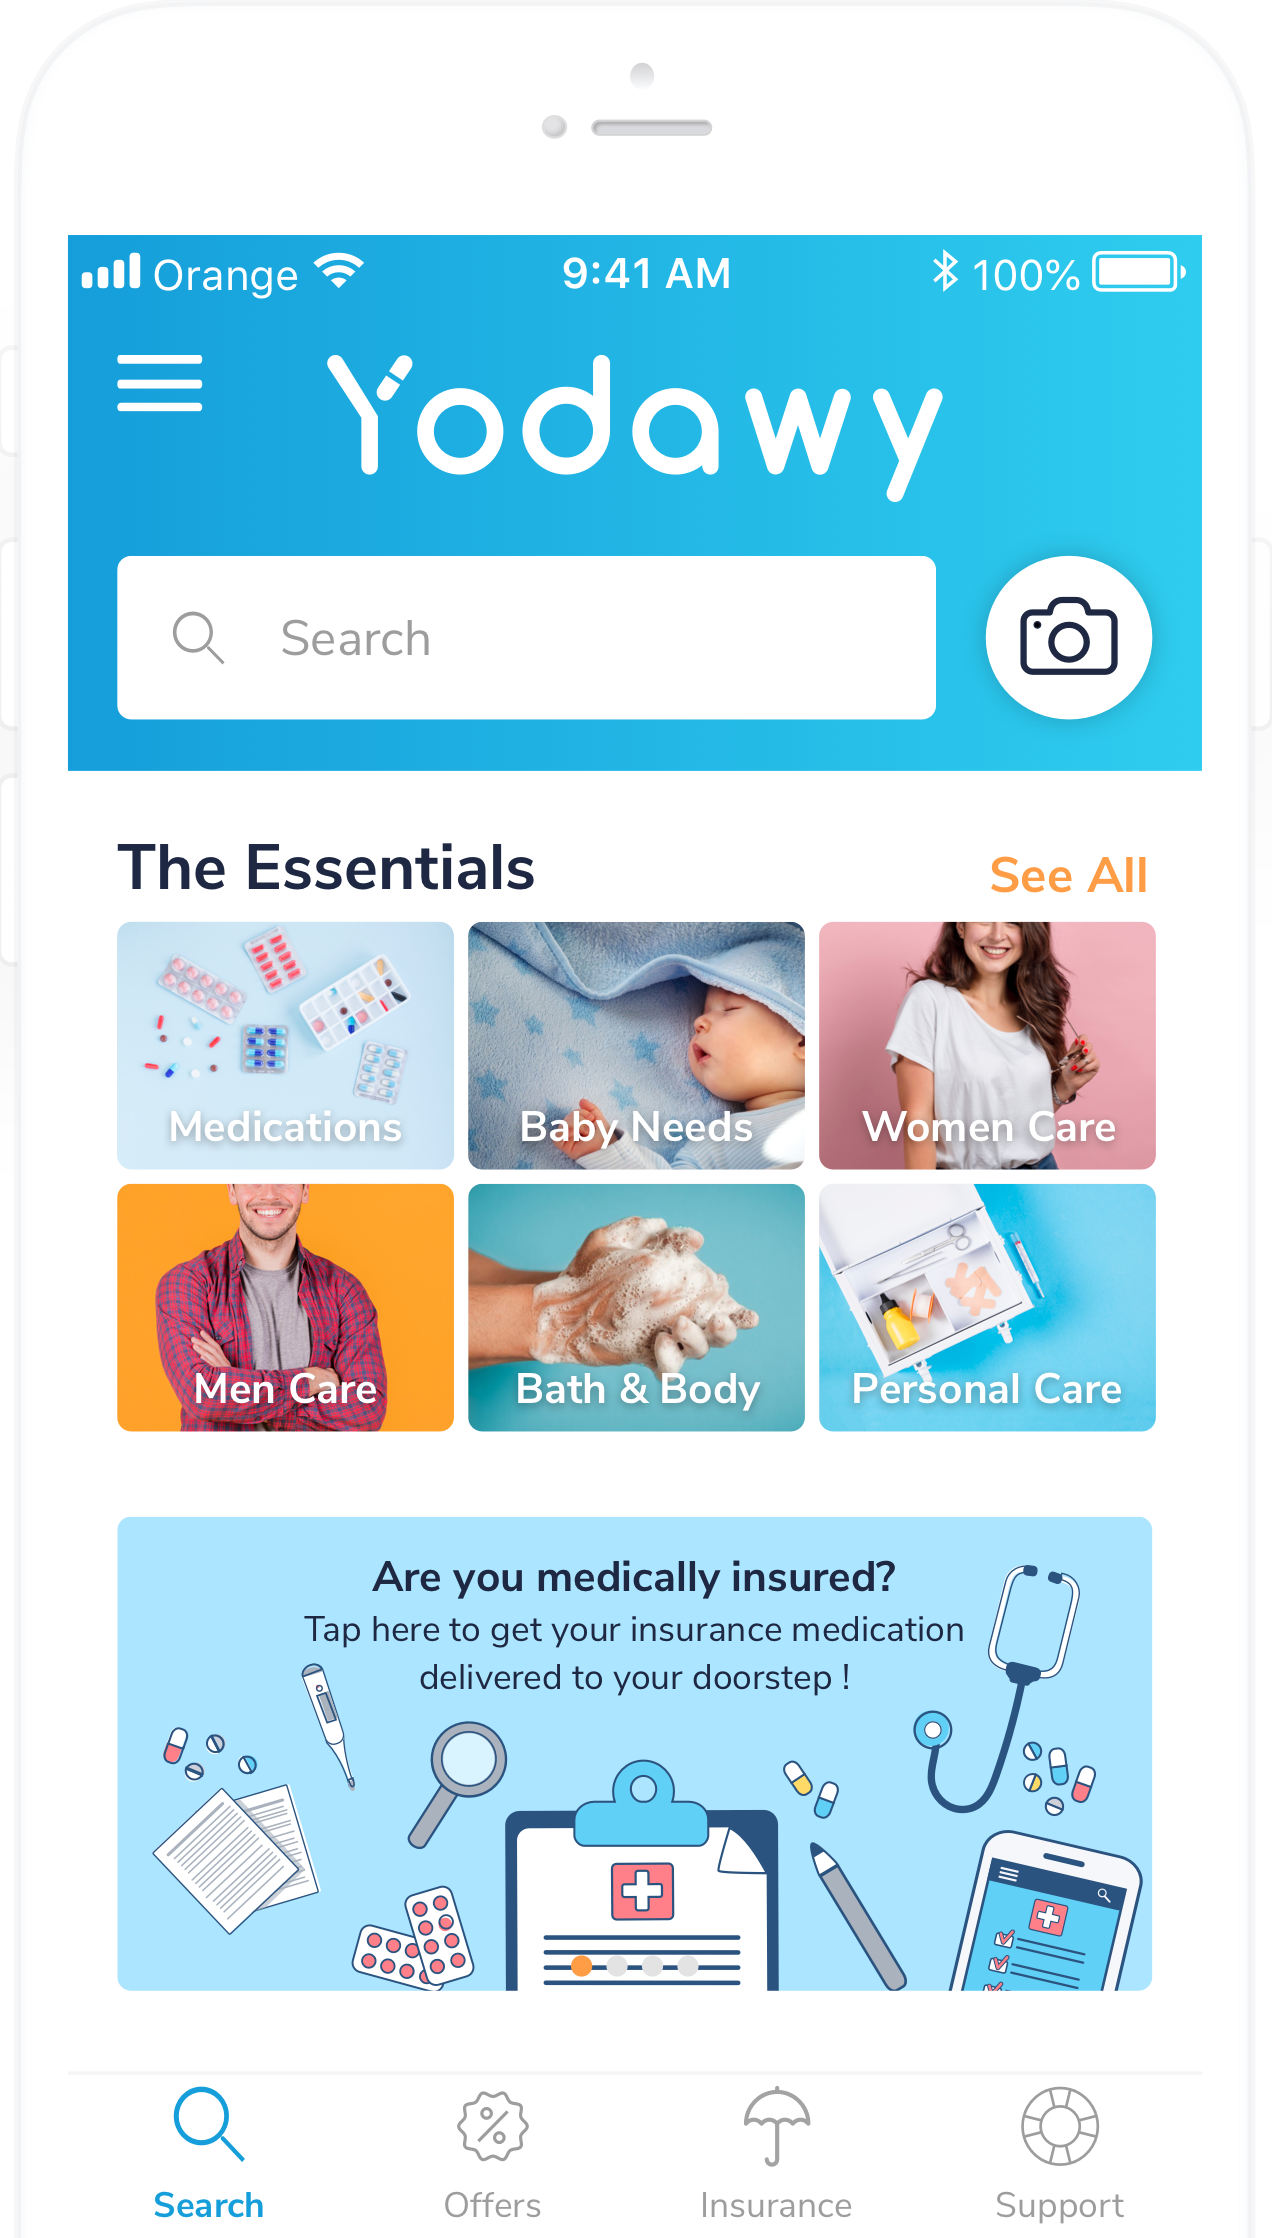 Orange
9:41 AM
100%
Yodawy
Search
The Essentials
See All
Medications
Baby Needs
Women Care
Men Care
Bath & Body
Personal Care
Are you medically insured?
Tap here to get your insurance medication
delivered to your doorstep !
Search
Offers
Insurance
Support